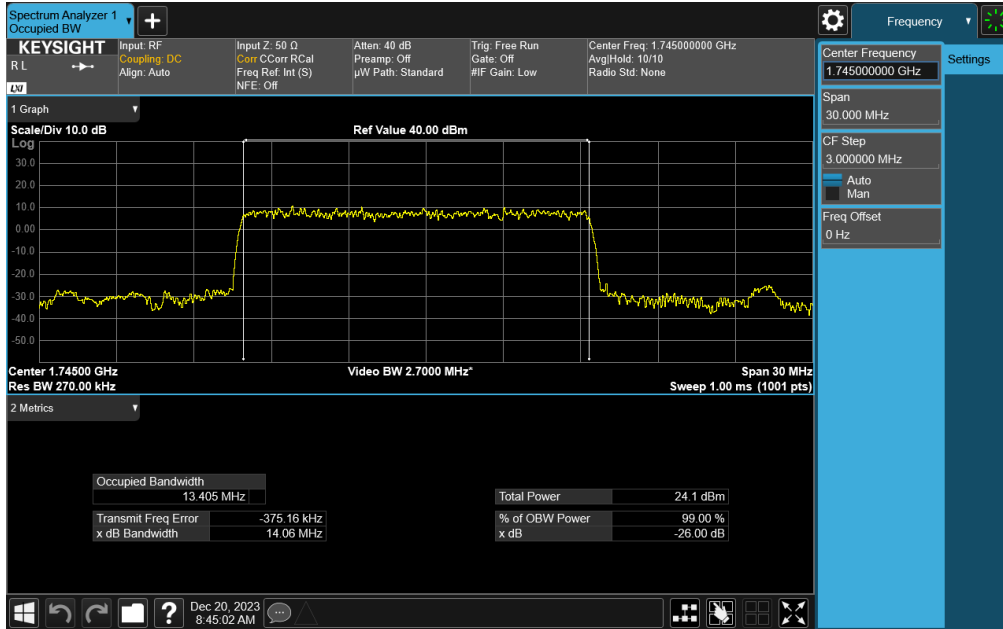 Spectrum Analyzer 1
Occupied BW
Frequency
KEYSIGHT
R L
LXI
Input: RF
Coupling: DC
Align: Auto
Input Z: 50 Ω
Corr CCorr RCal
Freq Ref: Int (S)
NFE: Off
Atten: 40 dB
Preamp: Off
µW Path: Standard
Trig: Free Run
Gate: Off
#IF Gain: Low
Center Freq: 1.745000000 GHz
Avg|Hold: 10/10
Radio Std: None
Center Frequency
1.745000000 GHz
Settings
Span
30.000 MHz
CF Step
3.000000 MHz
Auto
Man
Freq Offset
0 Hz
1 Graph
Scale/Div 10.0 dB
Ref Value 40.00 dBm
Log
30.0
20.0
10.0
0.00
-10.0
-20.0
-30.0
-40.0
-50.0
Center 1.74500 GHz
Video BW 2.7000 MHz*
Span 30 MHz
Res BW 270.00 kHz
Sweep 1.00 ms (1001 pts)
2 Metrics
Occupied Bandwidth
13.405 MHz
Total Power 24.1 dBm
Transmit Freq Error -375.16 kHz
% of OBW Power 99.00 %
x dB Bandwidth 14.06 MHz
x dB -26.00 dB
Dec 20, 2023
8:45:02 AM